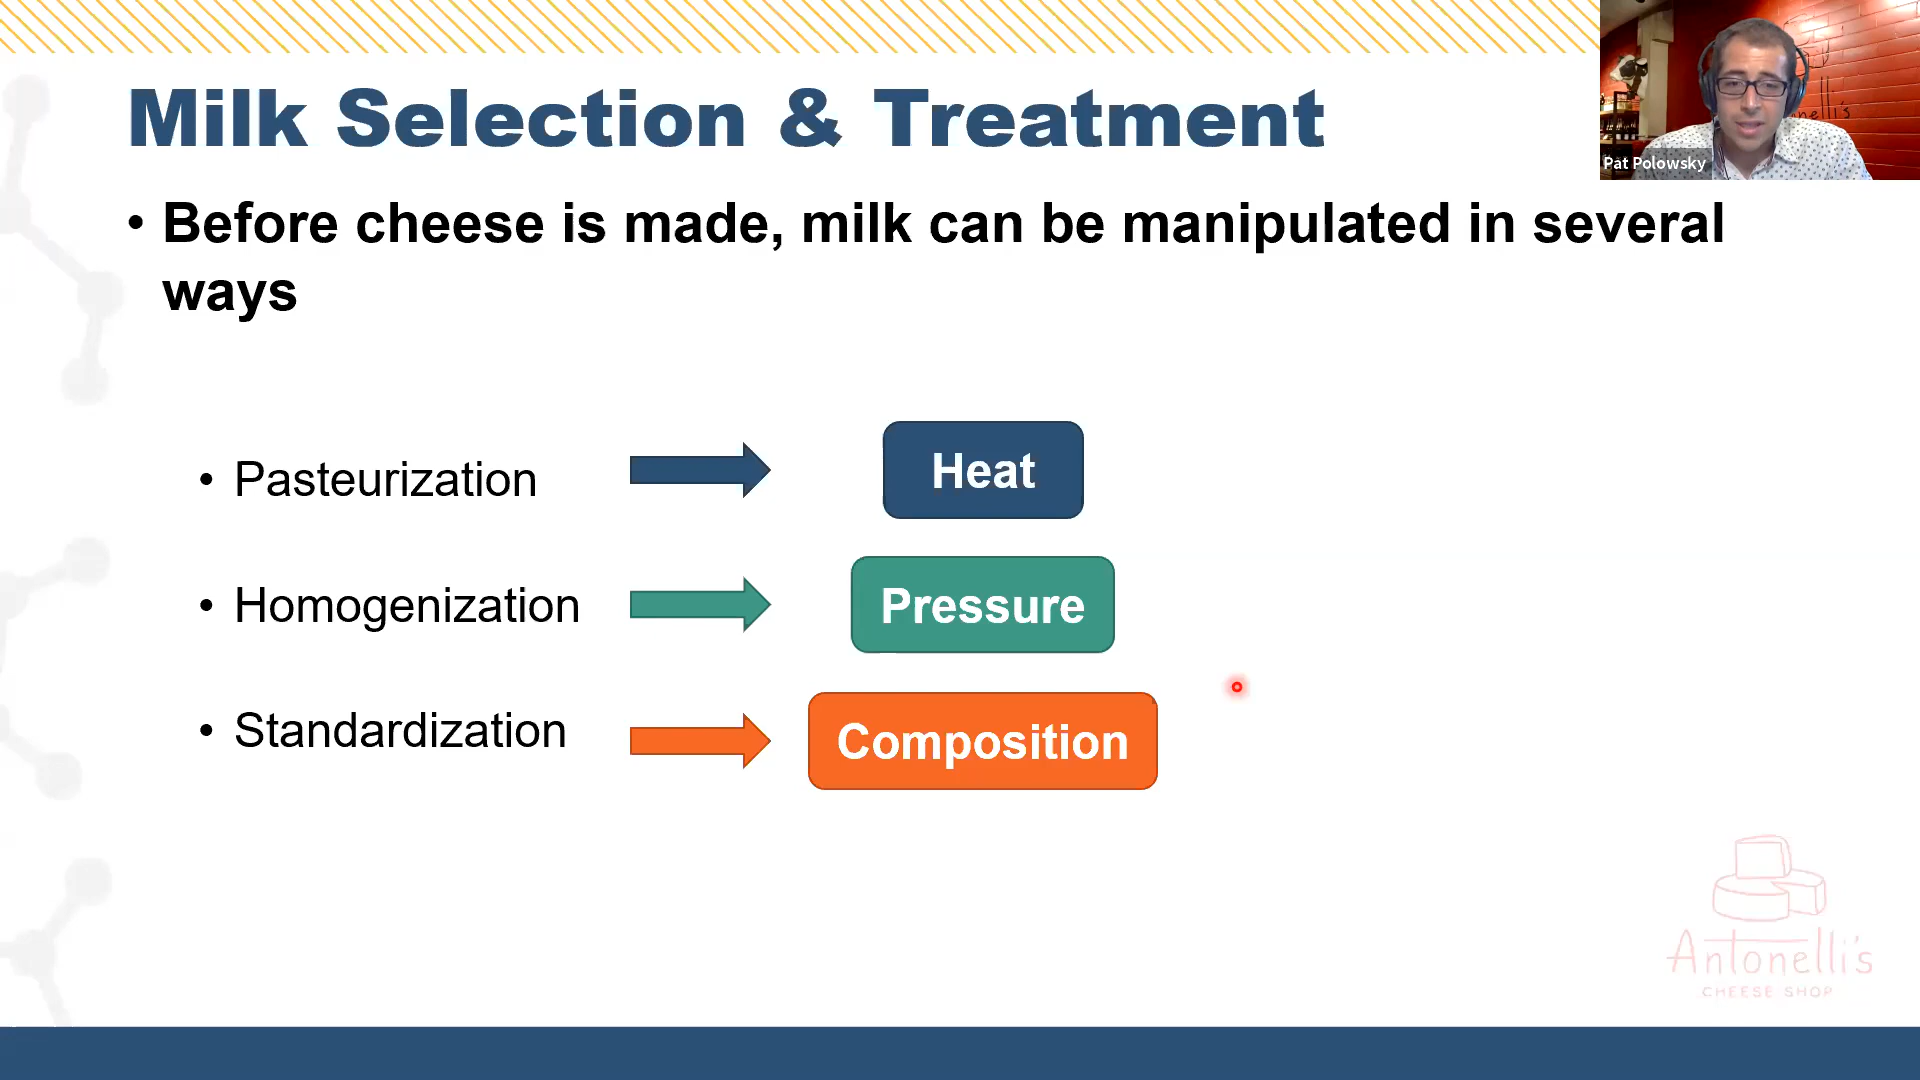 Milk Selection & Treatment
Pat Polowsky
• Before cheese is made, milk can be manipulated in several
ways
• Pasteurization
Heat
• Homogenization
Pressure
• Standardization
Composition
Antonelli's
CHEESE SHOP